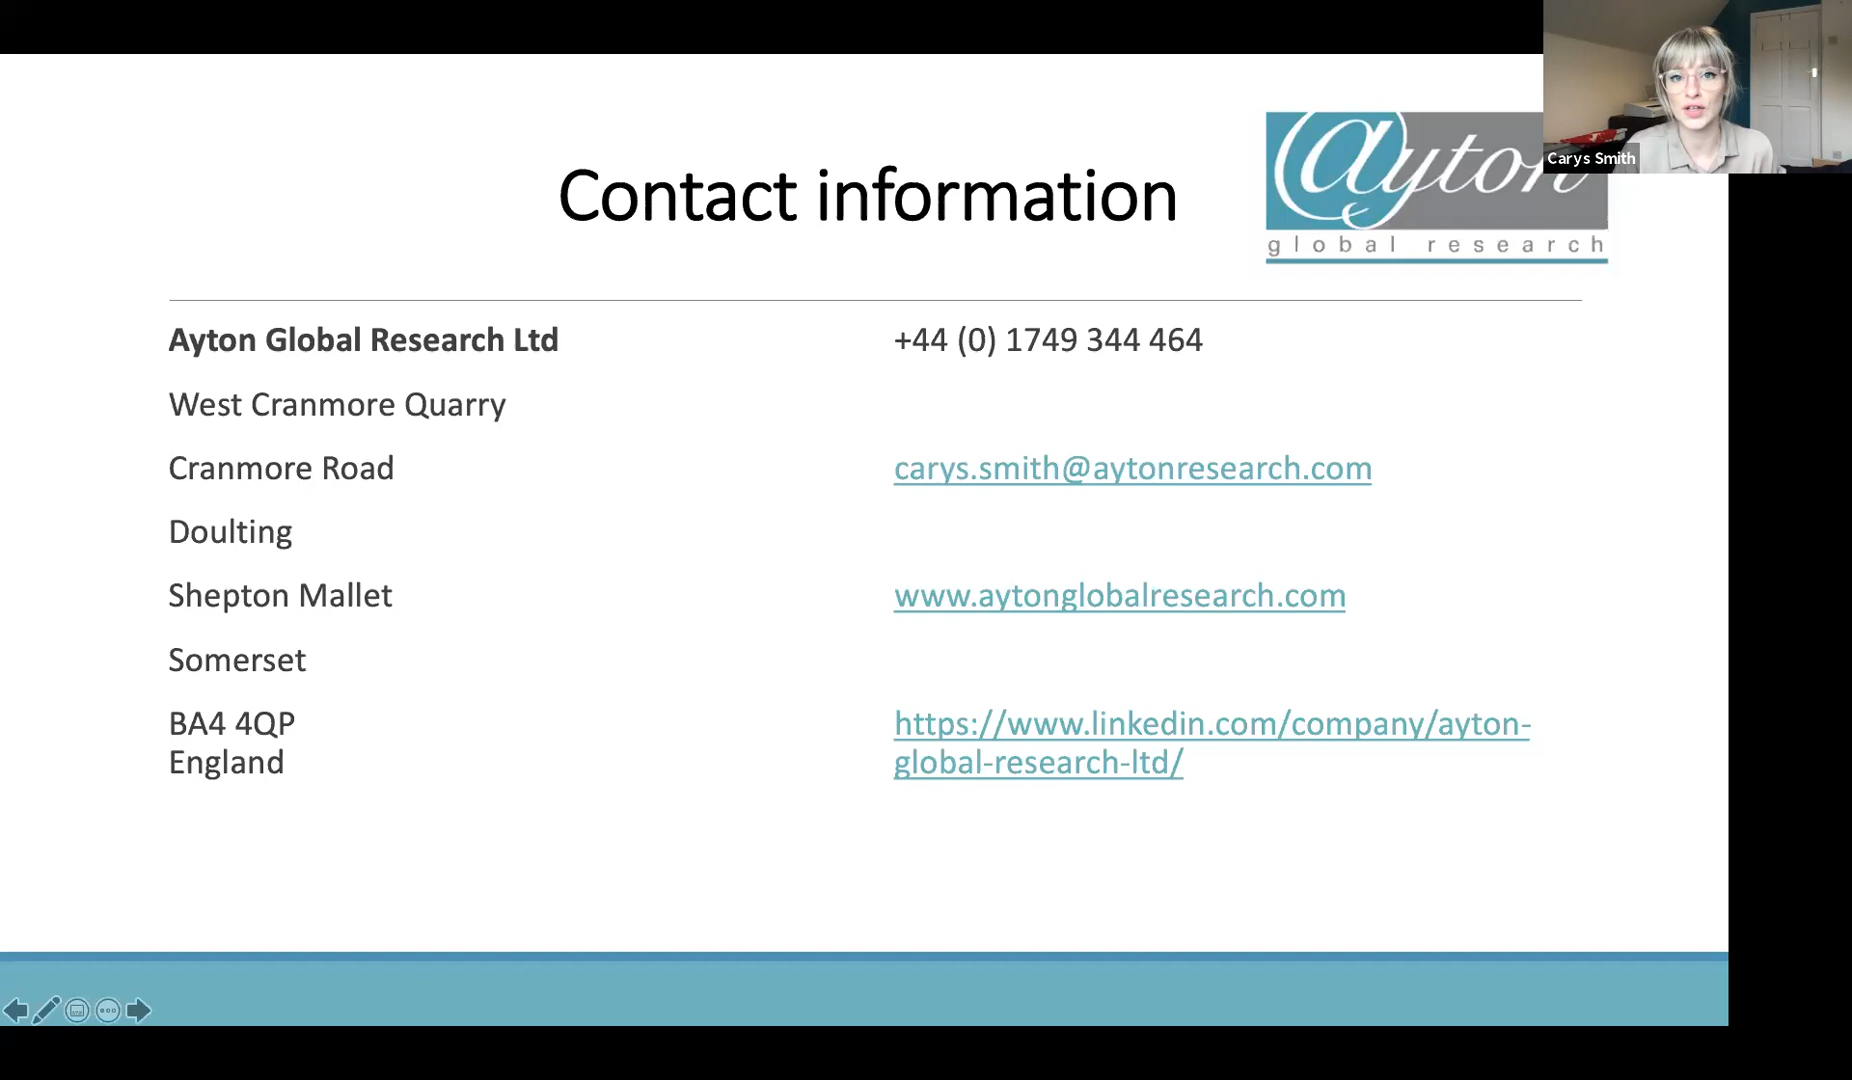 Carys Smith
Contact information
@yton
global research
Ayton Global Research Ltd
West Cranmore Quarry
Cranmore Road
Doulting
Shepton Mallet
Somerset
BA4 4QP
England
+44 (0) 1749 344 464
carys.smith@aytonresearch.com
www.aytonglobalresearch.com
https://www.linkedin.com/company/ayton-
global-research-ltd/